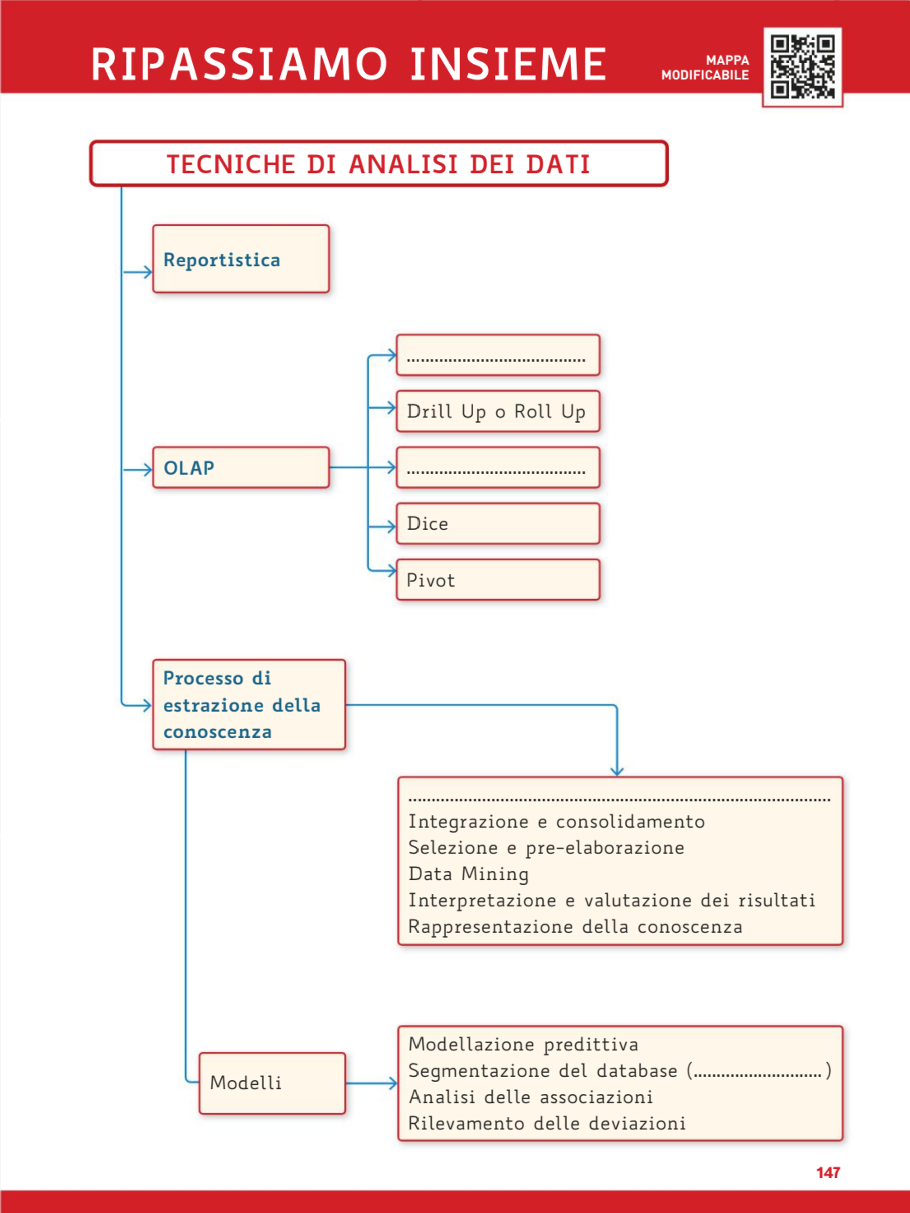 RIPASSIAMO INSIEME
MAPPA
MODIFICABILE
TECNICHE DI ANALISI DEI DATI
Reportistica
.......................................
Drill Up o Roll Up
OLAP
.......................................
Dice
Pivot
Processo di
estrazione della
conoscenza
............................................................................................
Integrazione e consolidamento
Selezione e pre-elaborazione
Data Mining
Interpretazione e valutazione dei risultati
Rappresentazione della conoscenza
Modelli
Modellazione predittiva
Segmentazione del database (............................)
Analisi delle associazioni
Rilevamento delle deviazioni
147